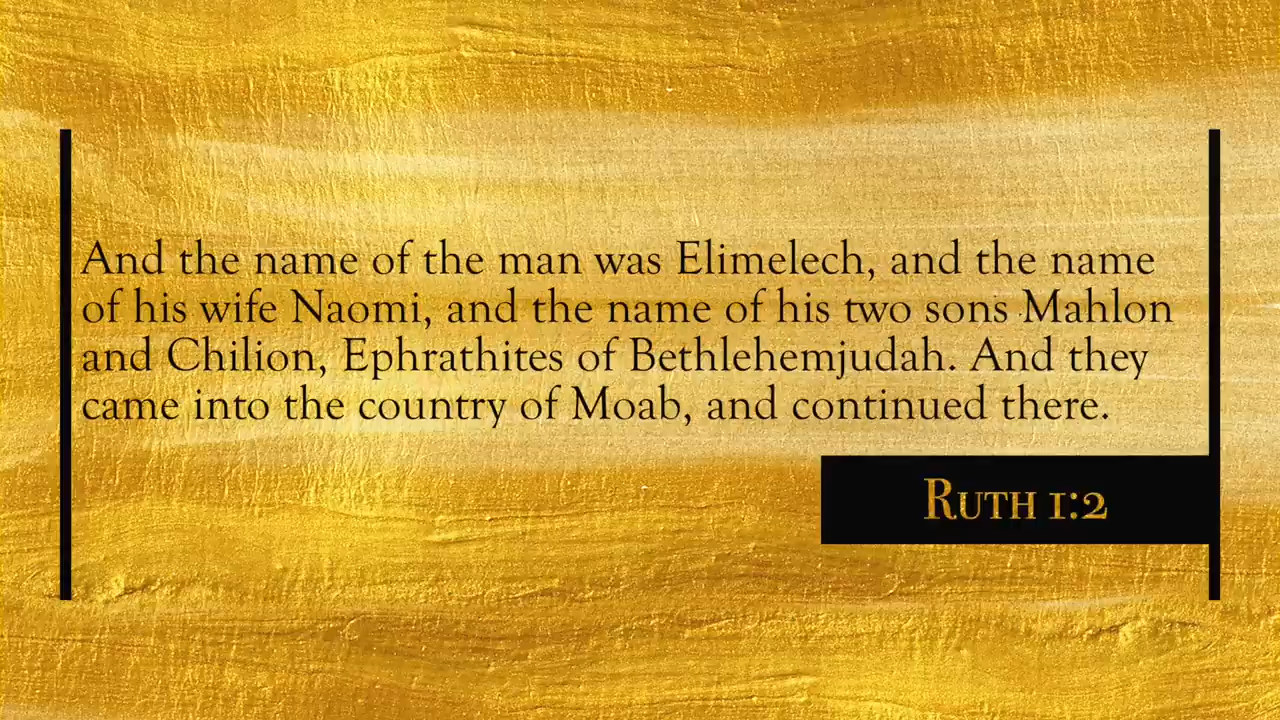 And the name of the man was Elimelech, and the name
of his wife Naomi, and the name of his two sons Mahlon
and Chilion, Ephrathites of Bethlehemjudah. And they
came into the country of Moab, and continued there.
Ruth 1:2